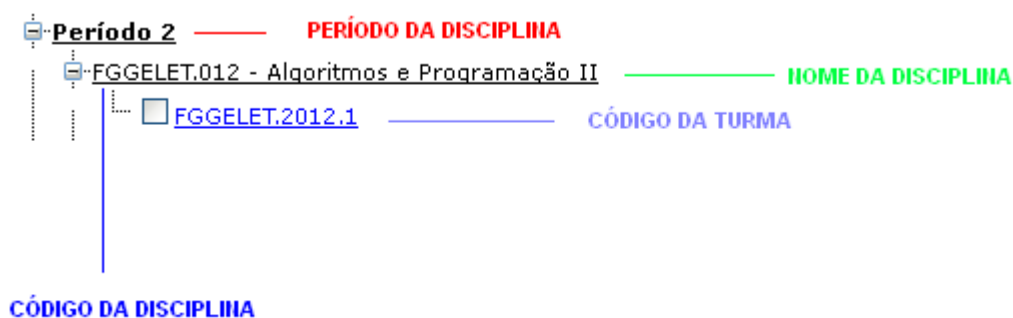 Período 2 PERÍODO DA DISCIPLINA
FGGELET.012 - Algoritmos e Programação II NOME DA DISCIPLINA
FGGELET.2012.1 CÓDIGO DA TURMA
CÓDIGO DA DISCIPLINA